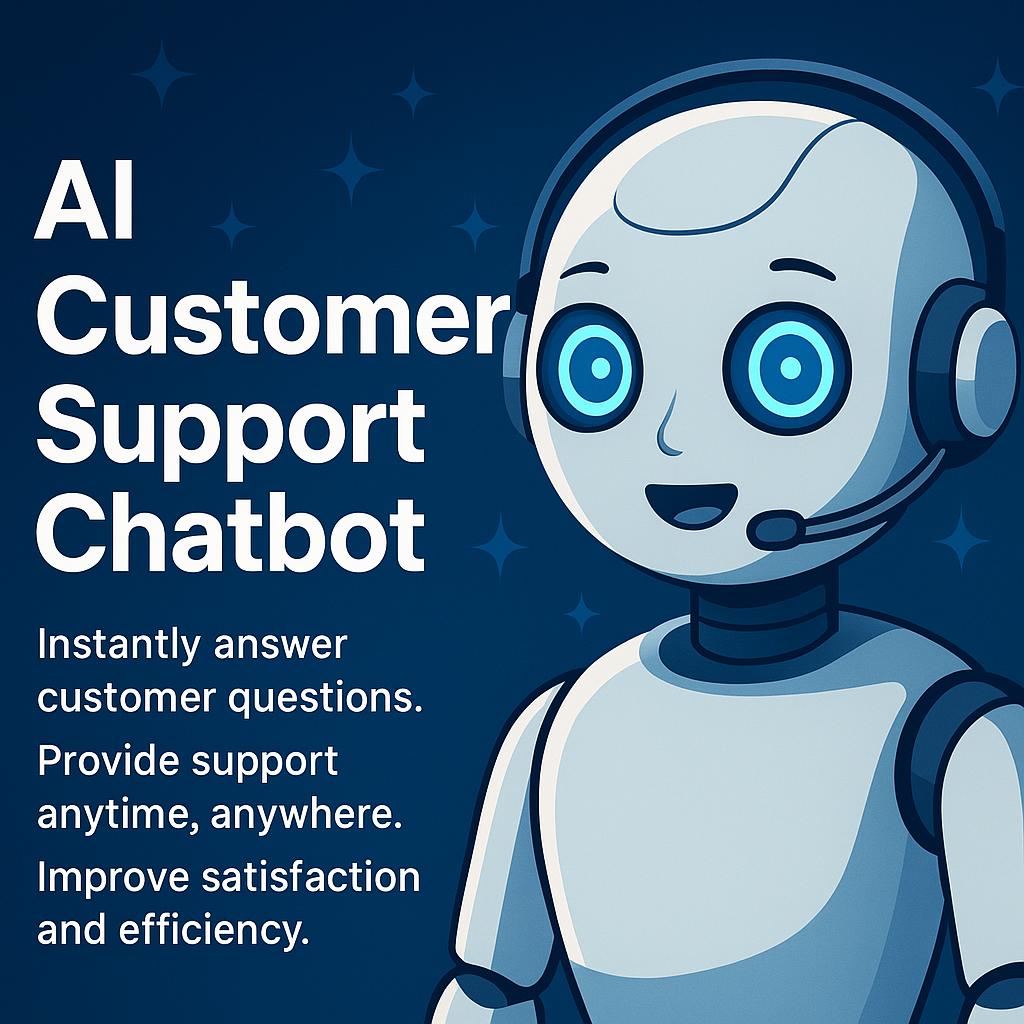 AI
Customer
Support
Chatbot
Instantly answer
customer questions.
Provide support
anytime, anywhere.
Improve satisfaction
and efficiency.